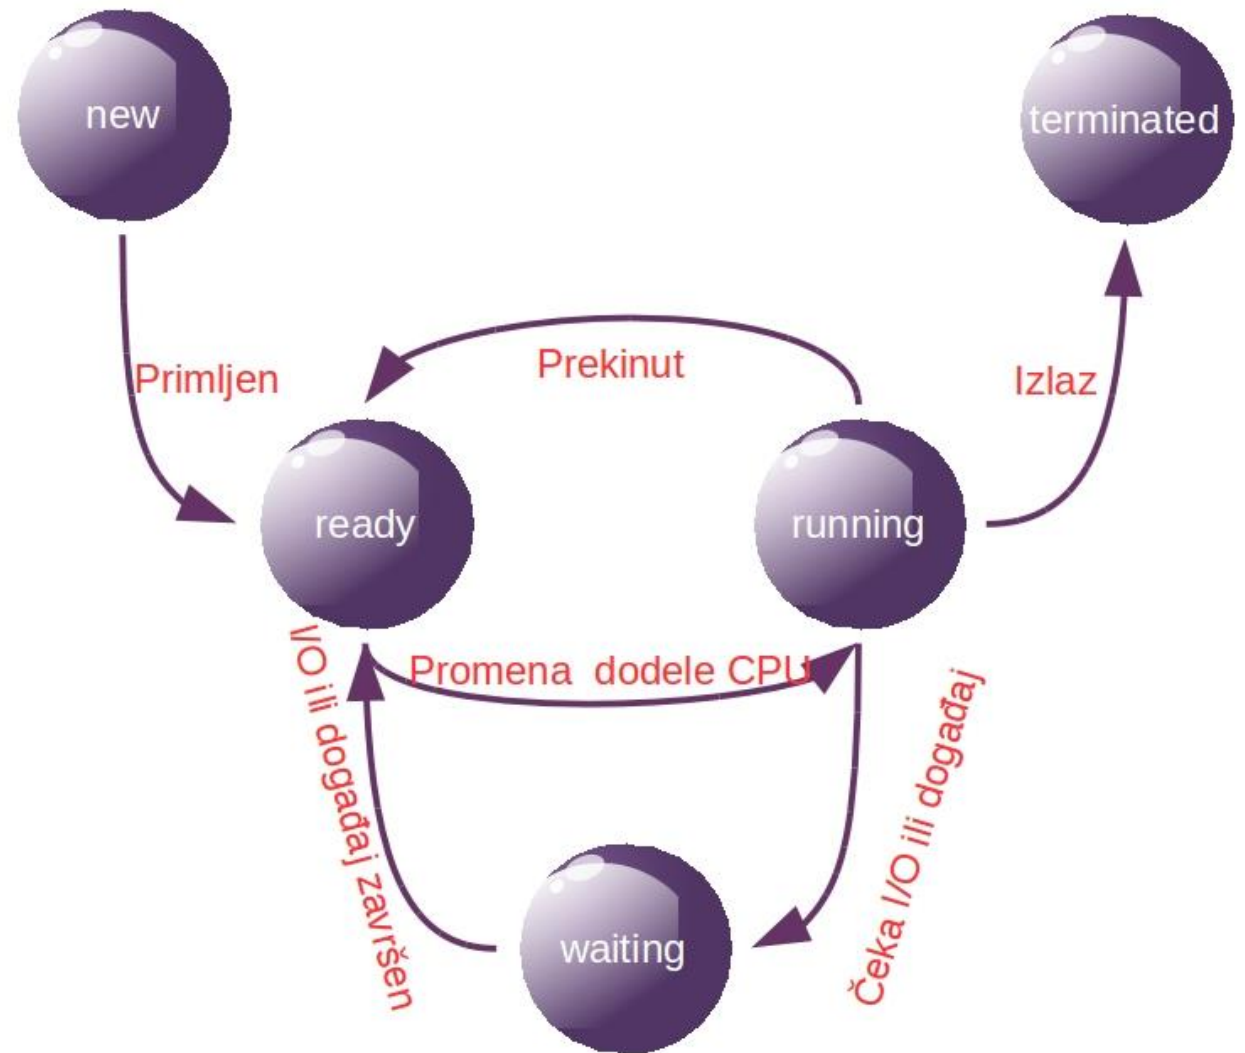 new
terminated
Primljen
Prekinut
Izlaz
ready
running
Promena dodele CPU
I/O ili događaj završen
Čeka I/O ili događaj
waiting